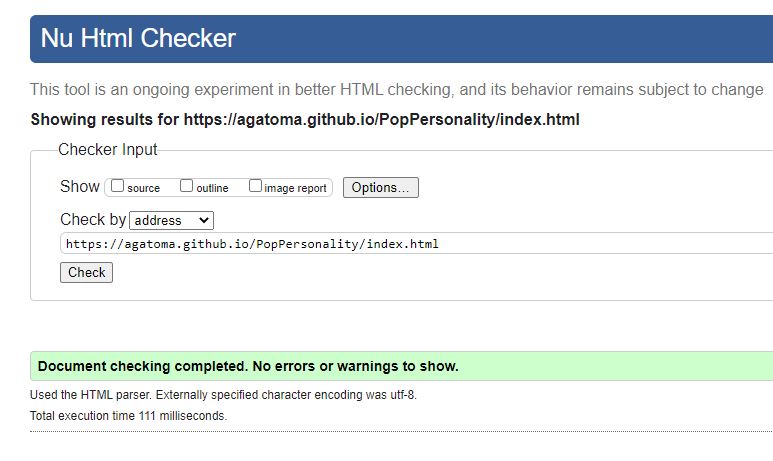 Nu Html Checker
This tool is an ongoing experiment in better HTML checking, and its behavior remains subject to change
Showing results for https://agatoma.github.io/PopPersonality/index.html
Checker Input
Show source outline image report Options...
Check by address
https://agatoma.github.io/PopPersonality/index.html
Check
Document checking completed. No errors or warnings to show.
Used the HTML parser. Externally specified character encoding was utf-8.
Total execution time 111 milliseconds.